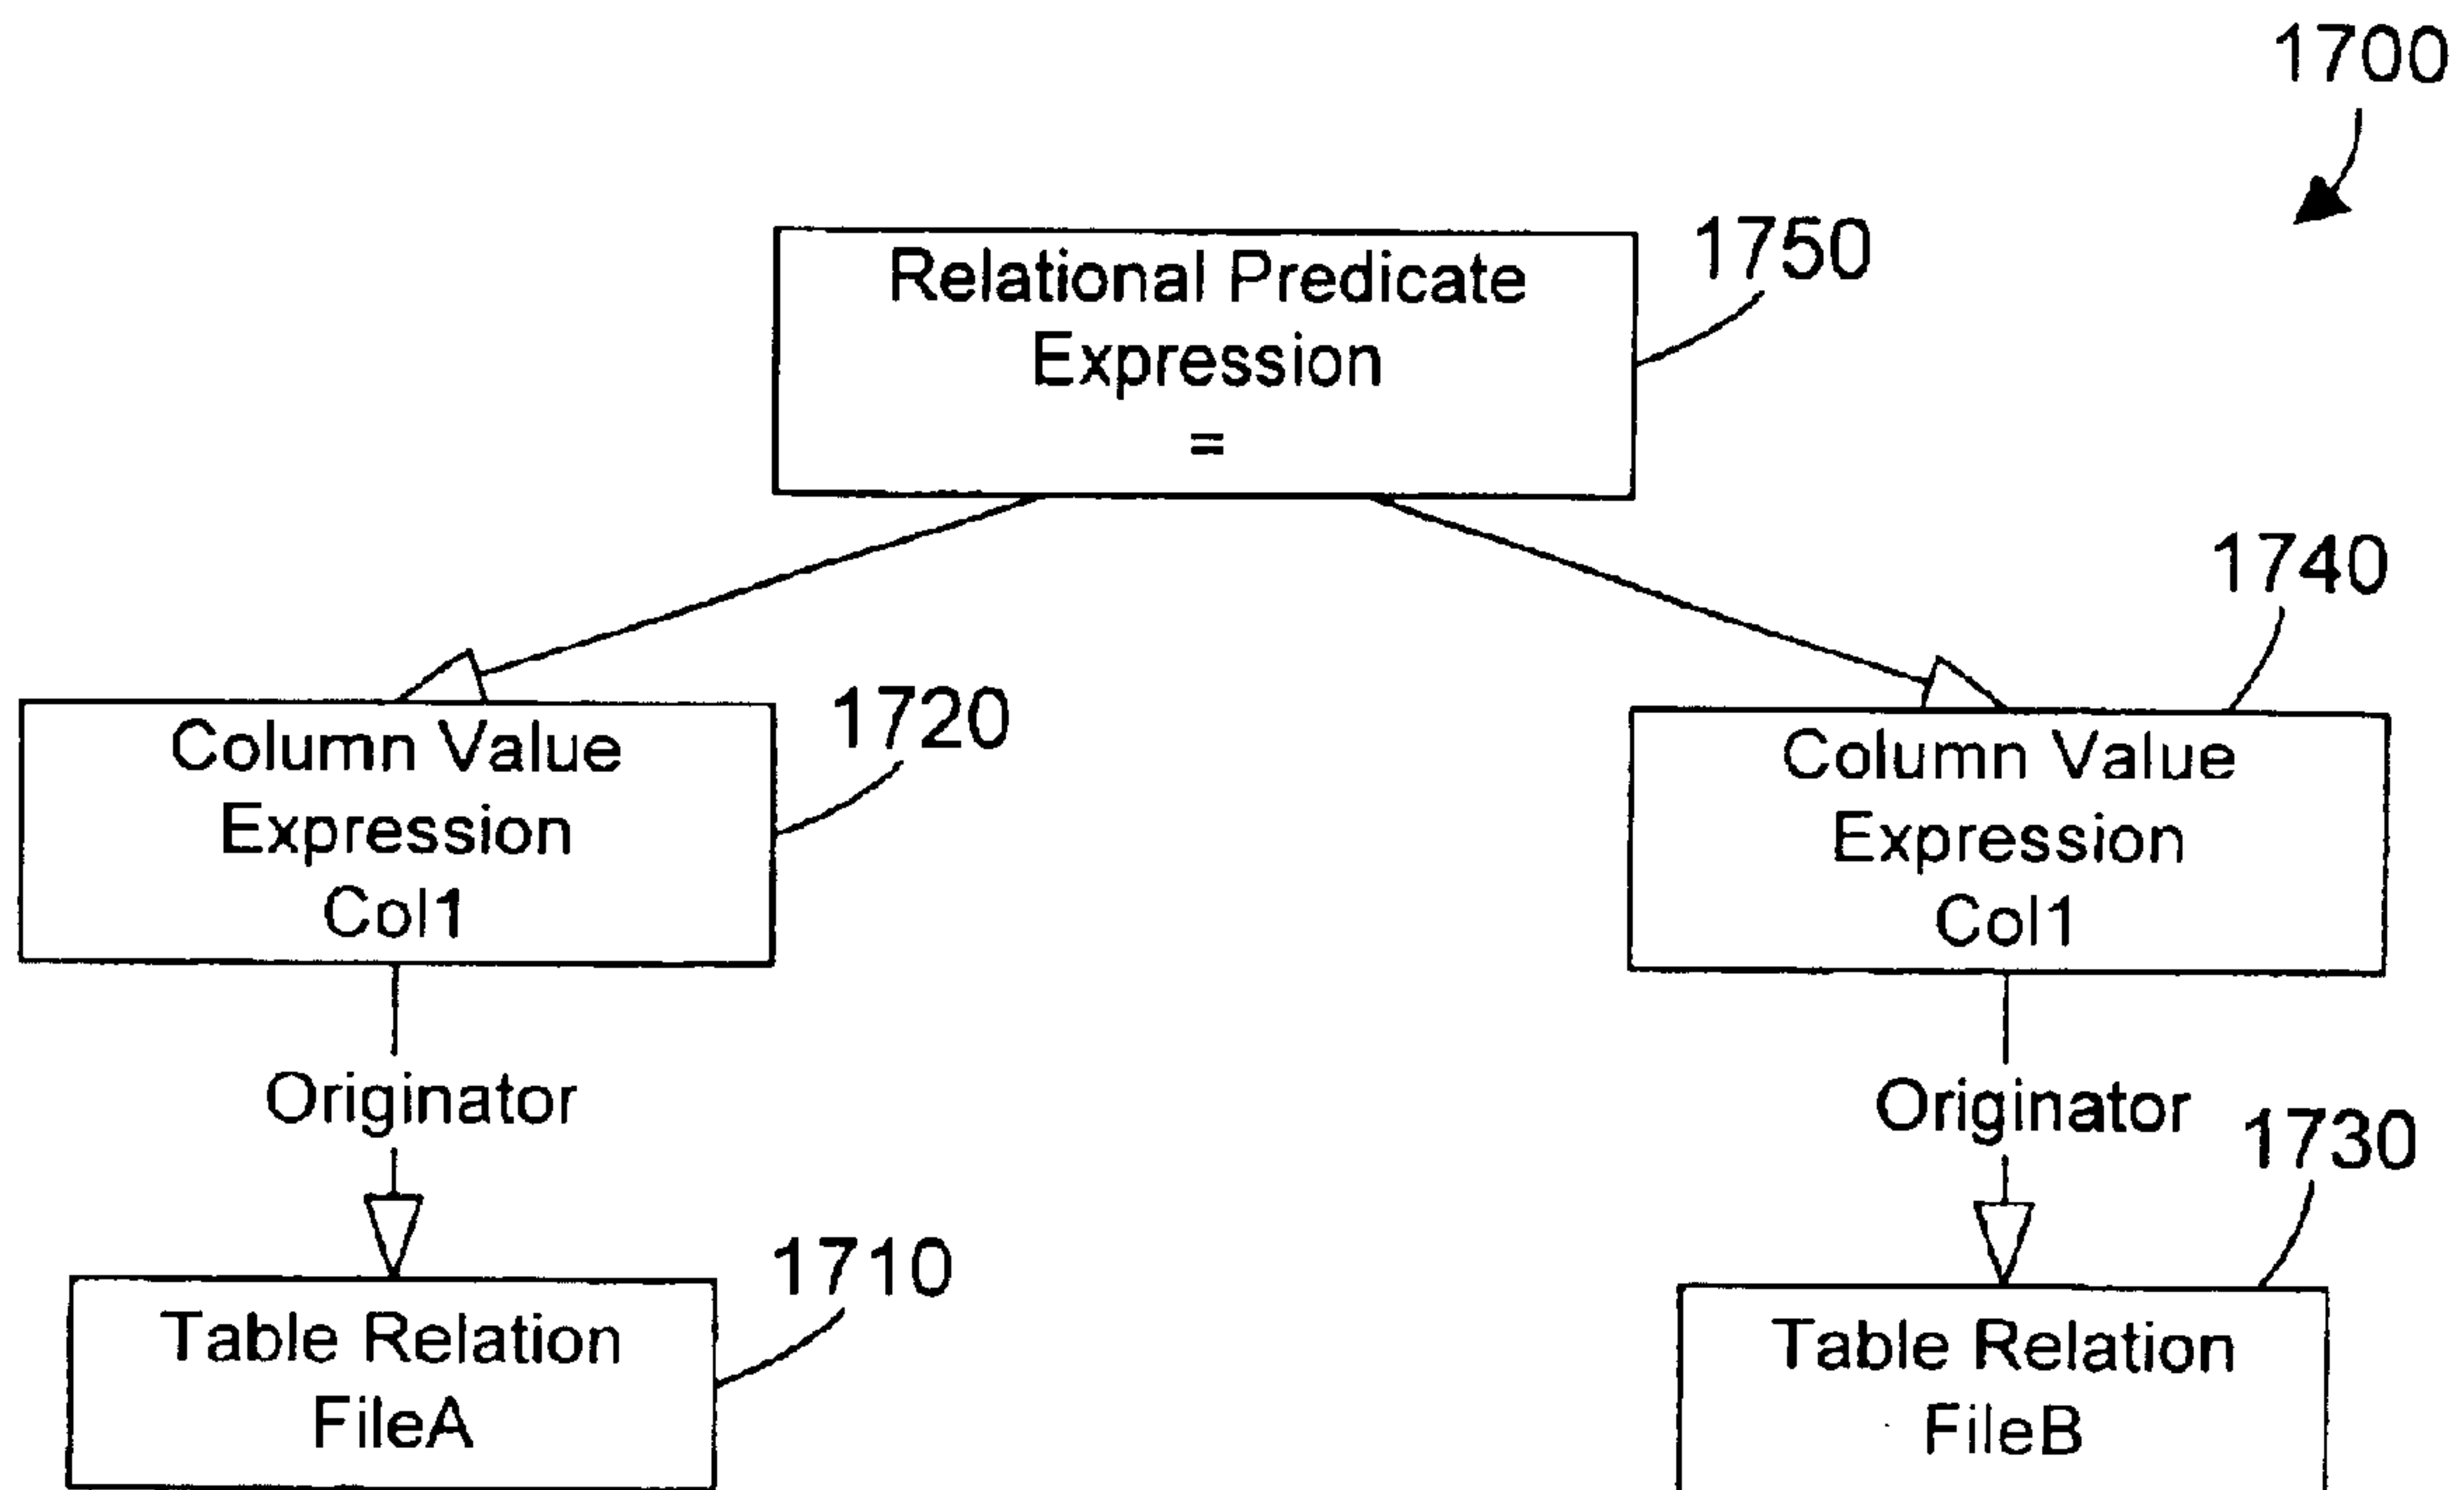 1700
Relational Predicate
Expression
=
1750
1740
Column Value
Expression
Col1
1720
Column Value
Expression
Col1
Originator
Originator
1730
Table Relation
FileA
1710
Table Relation
FileB